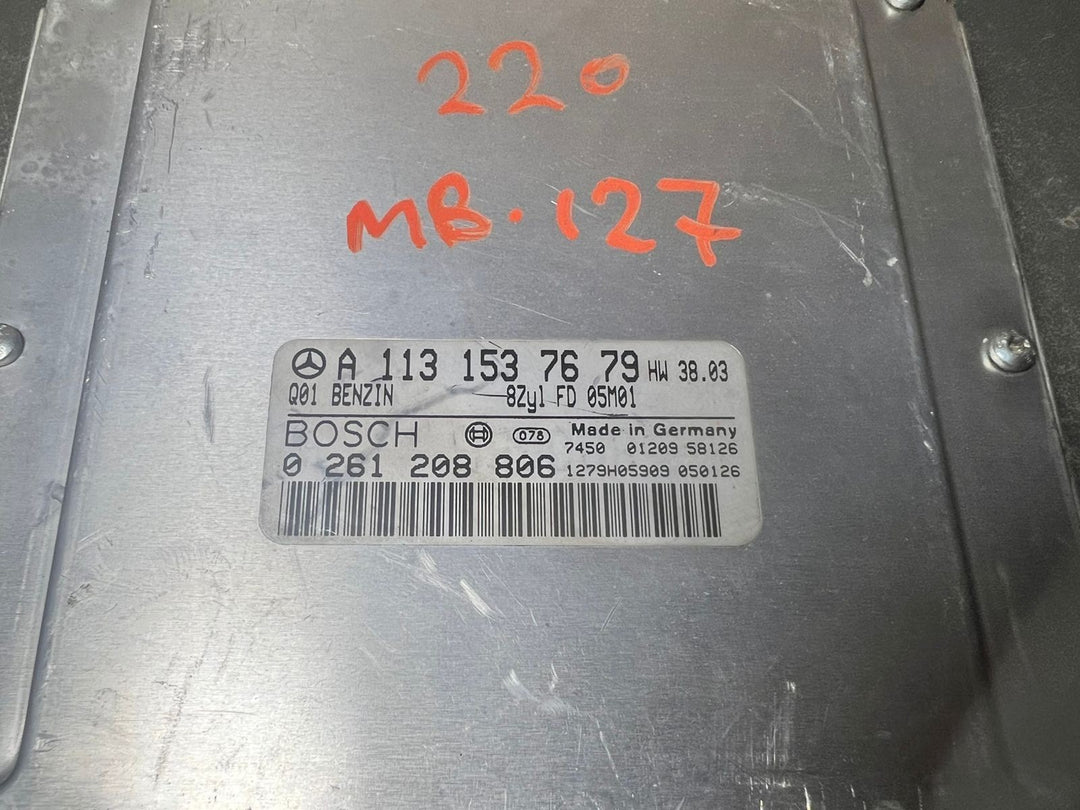 220
MB.127
A 113 153 76 79 HW 38.03
Q01 BENZIN 8Zyl FD 05M01
BOSCH 078 Made in Germany
7450 01209 58126
0 261 208 806 1279H05909 050126